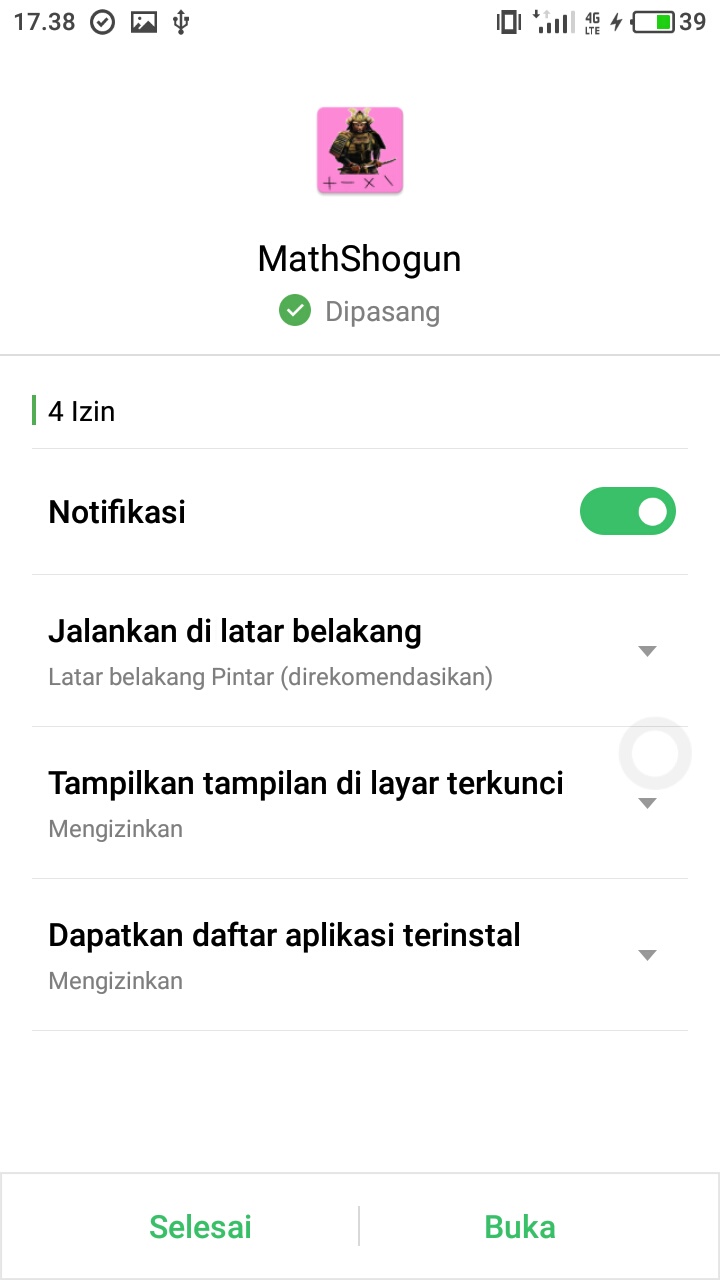 17.38 4G LTE 39
+ − × \
MathShogun
Dipasang
4 Izin
Notifikasi
Jalankan di latar belakang
Latar belakang Pintar (direkomendasikan)
Tampilkan tampilan di layar terkunci
Mengizinkan
Dapatkan daftar aplikasi terinstal
Mengizinkan
Selesai Buka